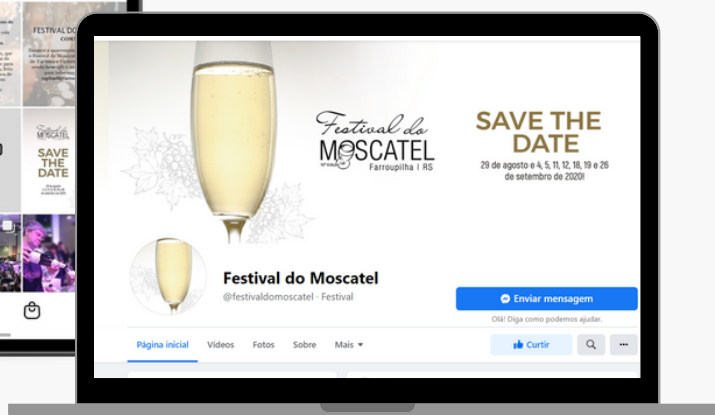 FESTIVAL DO
SAVE
THE
DATE
Festival do
MOSCATEL
Farroupilha | RS
SAVE THE
DATE
29 de agosto e 4, 5, 11, 12, 18, 19 e 26
de setembro de 2020!
Festival do Moscatel
@festivaldomoscatel · Festival
Enviar mensagem
Olá! Diga como podemos ajudar.
Página inicial Vídeos Fotos Sobre Mais
Curtir